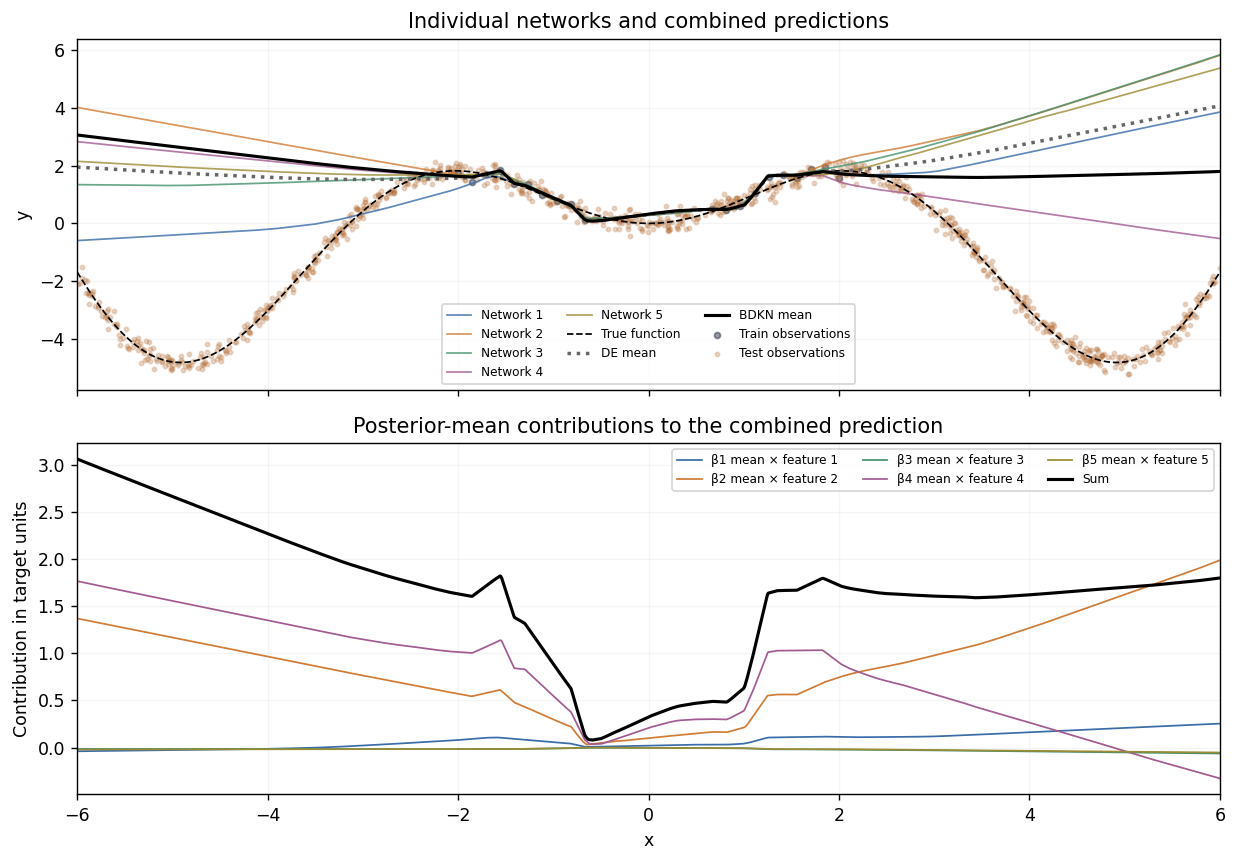 Individual networks and combined predictions
6
4
2
0
−2
−4
y
Network 1
Network 2
Network 3
Network 4
Network 5
True function
DE mean
BDKN mean
Train observations
Test observations
Posterior-mean contributions to the combined prediction
3.0
2.5
2.0
1.5
1.0
0.5
0.0
Contribution in target units
β1 mean × feature 1
β2 mean × feature 2
β3 mean × feature 3
β4 mean × feature 4
β5 mean × feature 5
Sum
−6
−4
−2
0
2
4
6
x